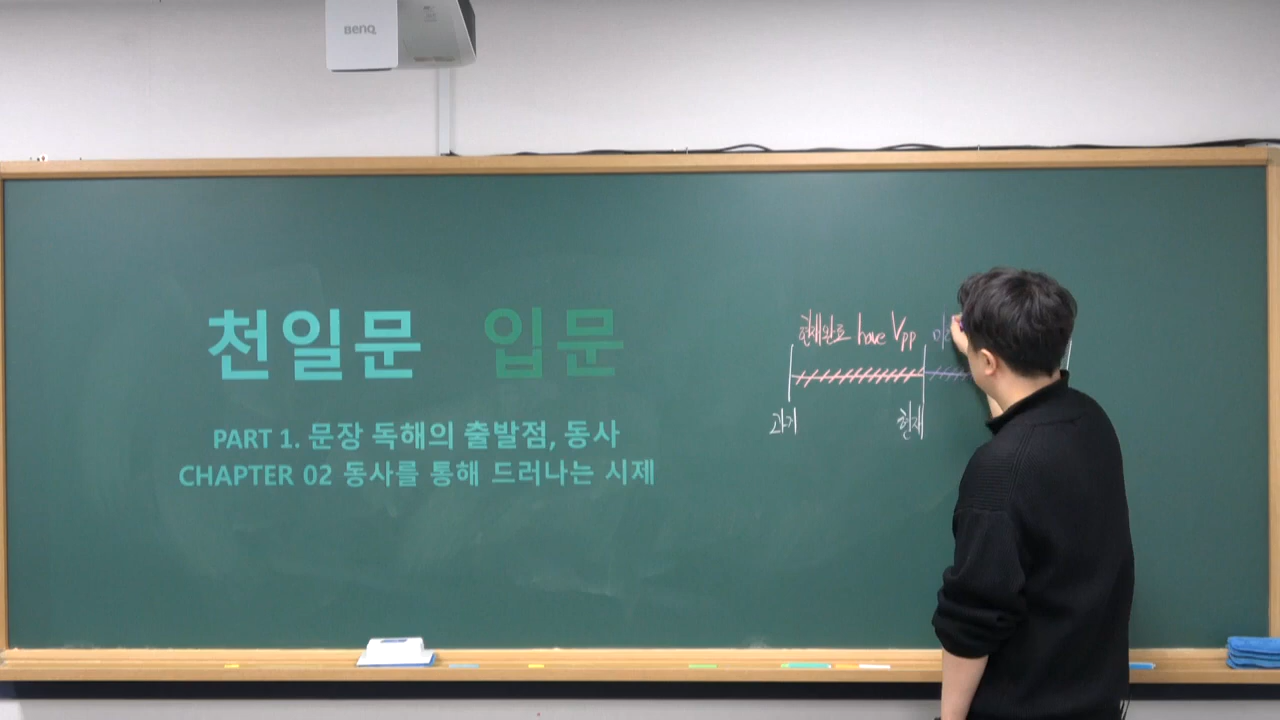 BenQ
천일문 입문
PART 1. 문장 독해의 출발점, 동사
CHAPTER 02 동사를 통해 드러나는 시제
현재완료 have Vpp
과거 현재